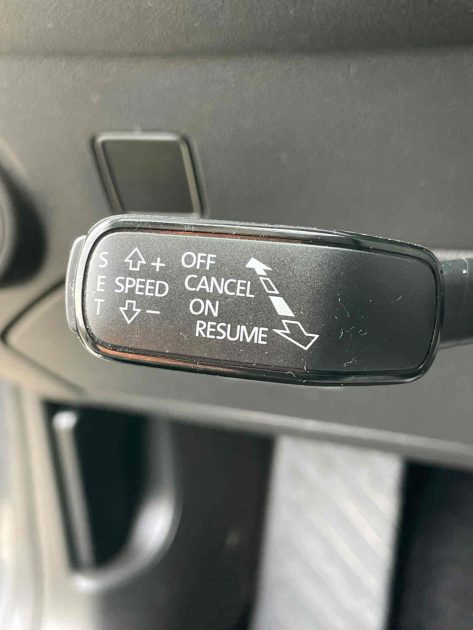 S
E
T
+
SPEED
-
OFF
CANCEL
ON
RESUME